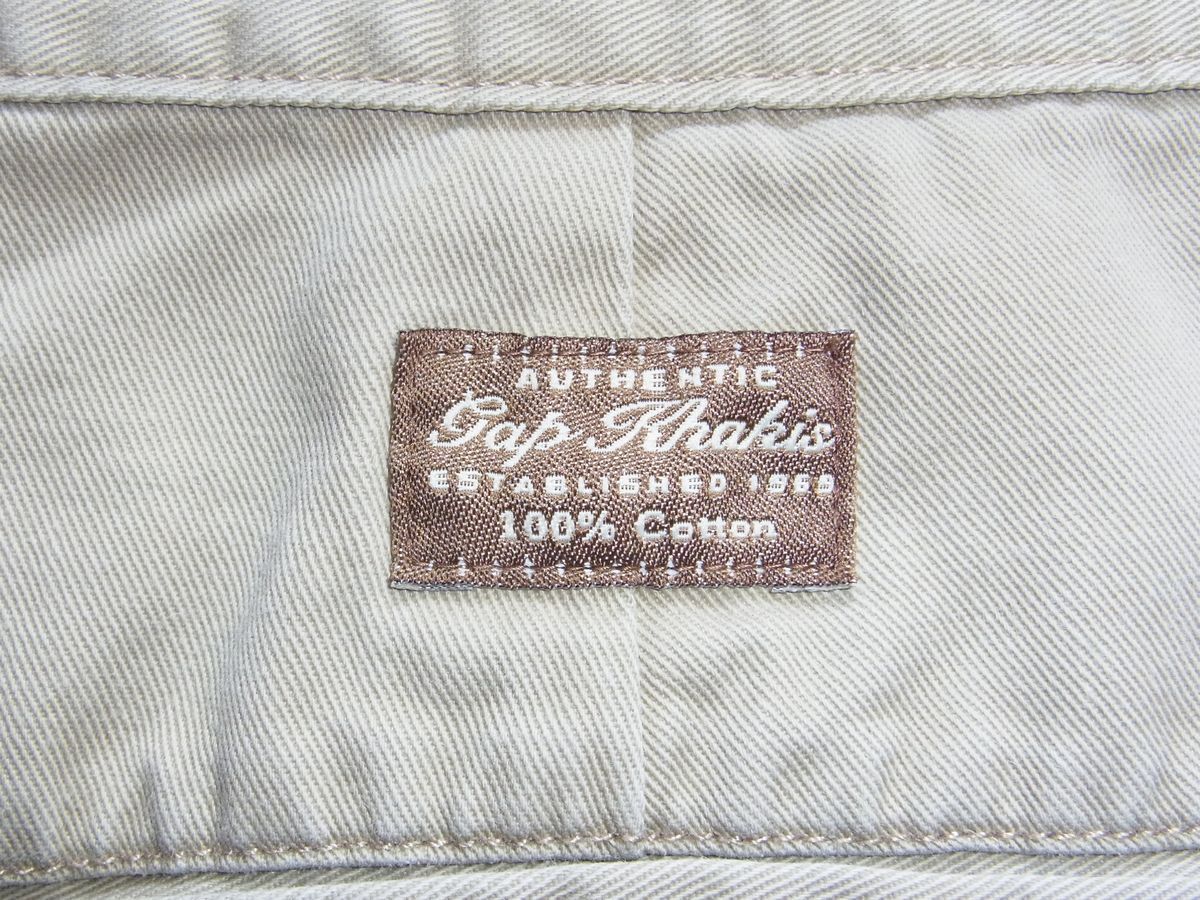 AUTHENTIC
Gap Khakis
ESTABLISHED 1969
100% Cotton